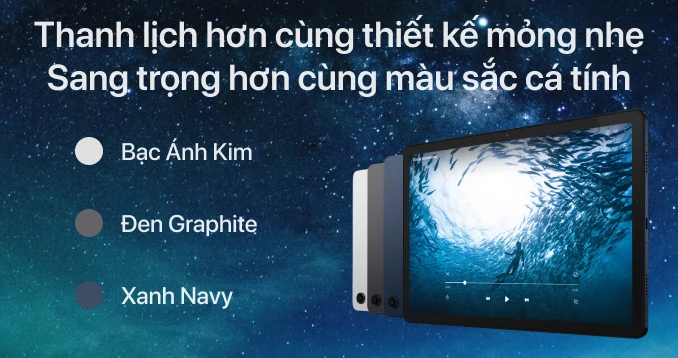 Thanh lịch hơn cùng thiết kế mỏng nhẹ
Sang trọng hơn cùng màu sắc cá tính
Bạc Ánh Kim
Đen Graphite
Xanh Navy